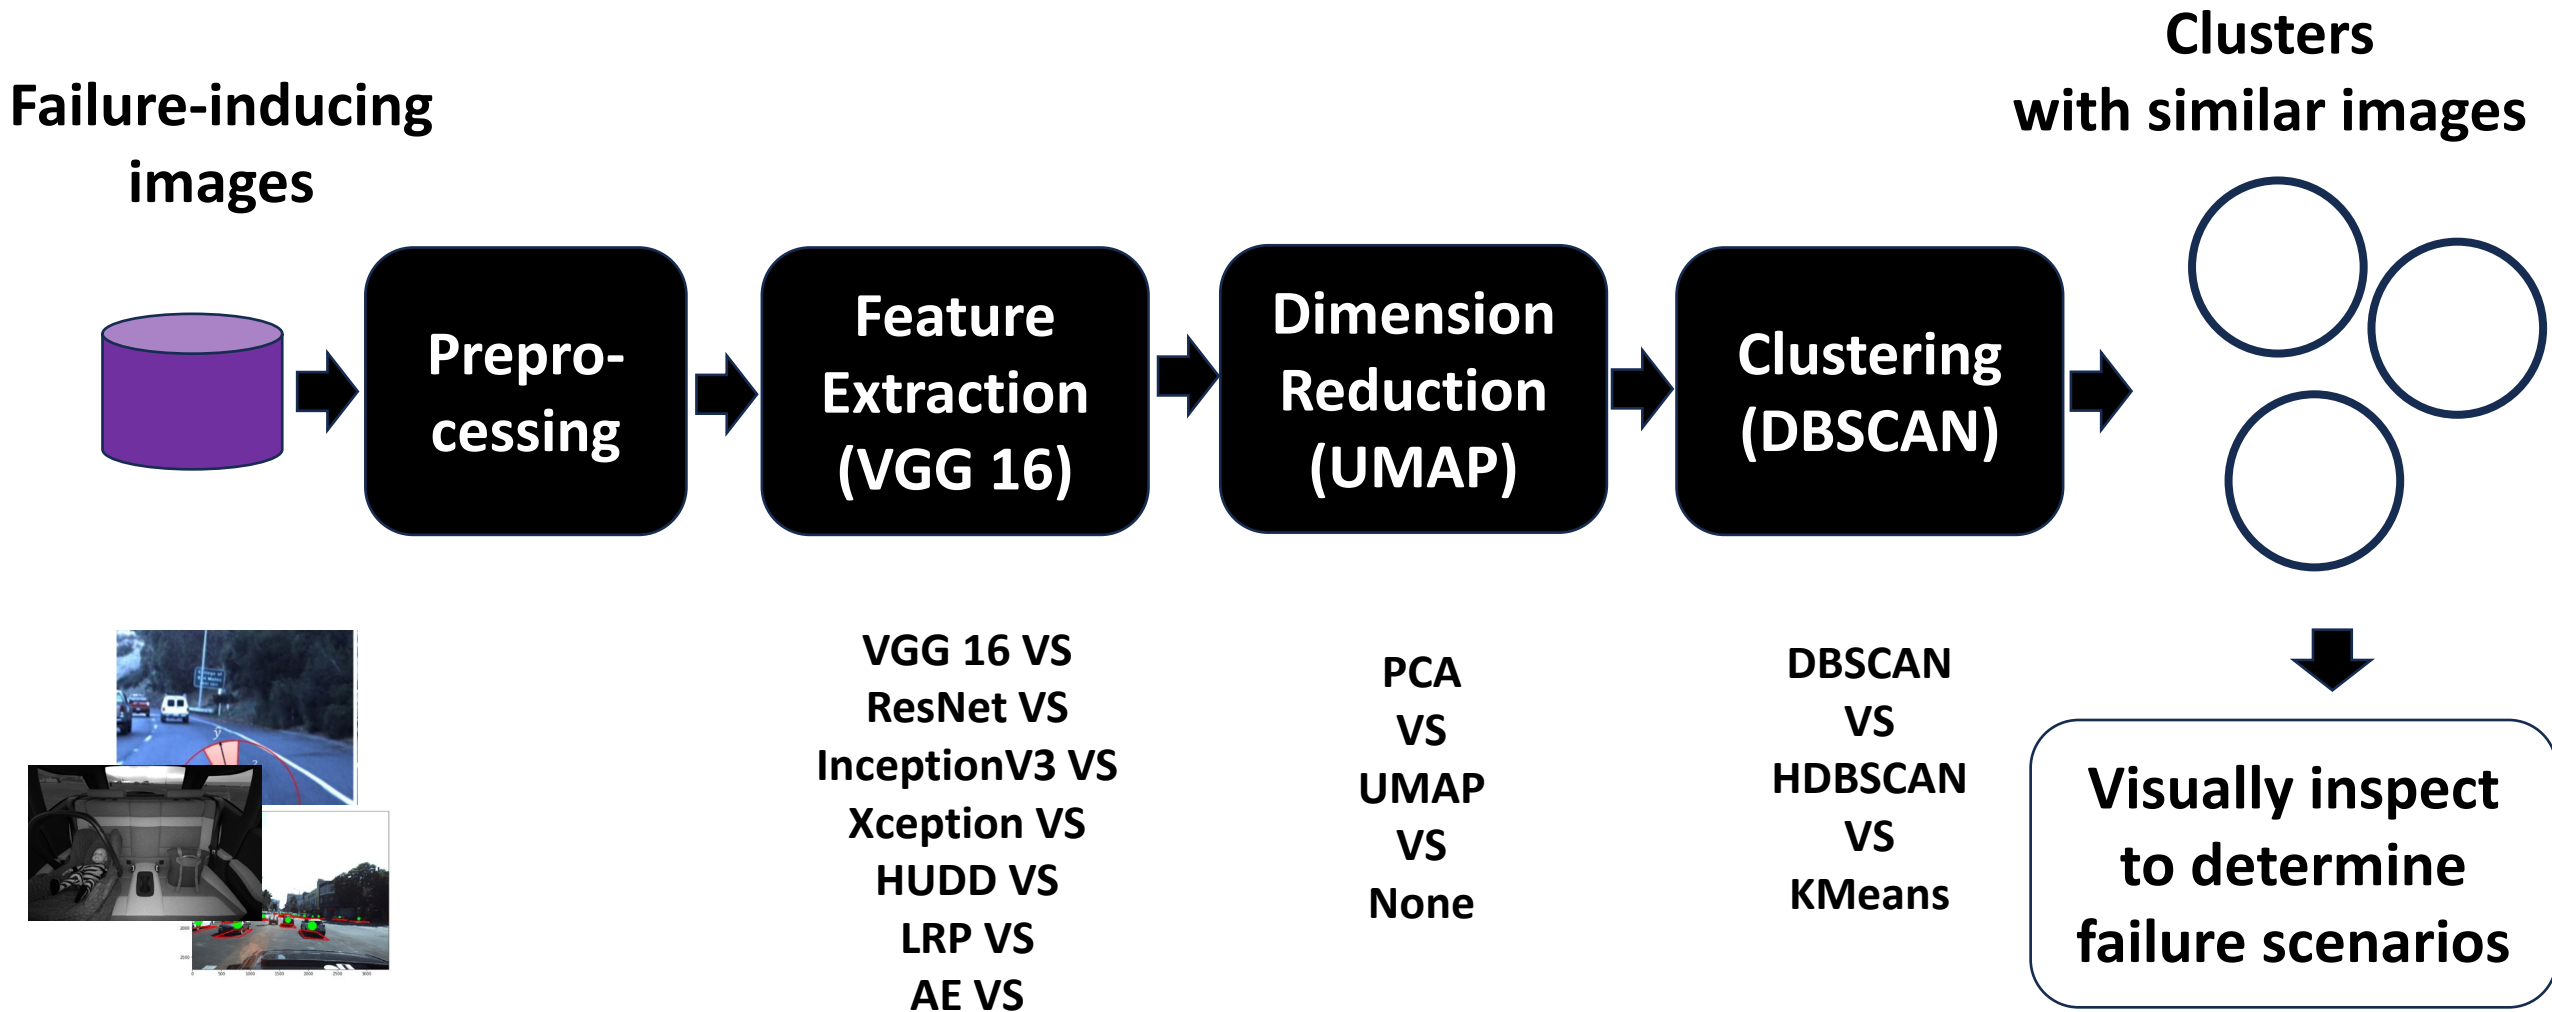 Failure-inducing
images
Clusters
with similar images
Prepro-
cessing
Feature
Extraction
(VGG 16)
Dimension
Reduction
(UMAP)
Clustering
(DBSCAN)
VGG 16 VS
ResNet VS
InceptionV3 VS
Xception VS
HUDD VS
LRP VS
AE VS
PCA
VS
UMAP
VS
None
DBSCAN
VS
HDBSCAN
VS
KMeans
Visually inspect
to determine
failure scenarios